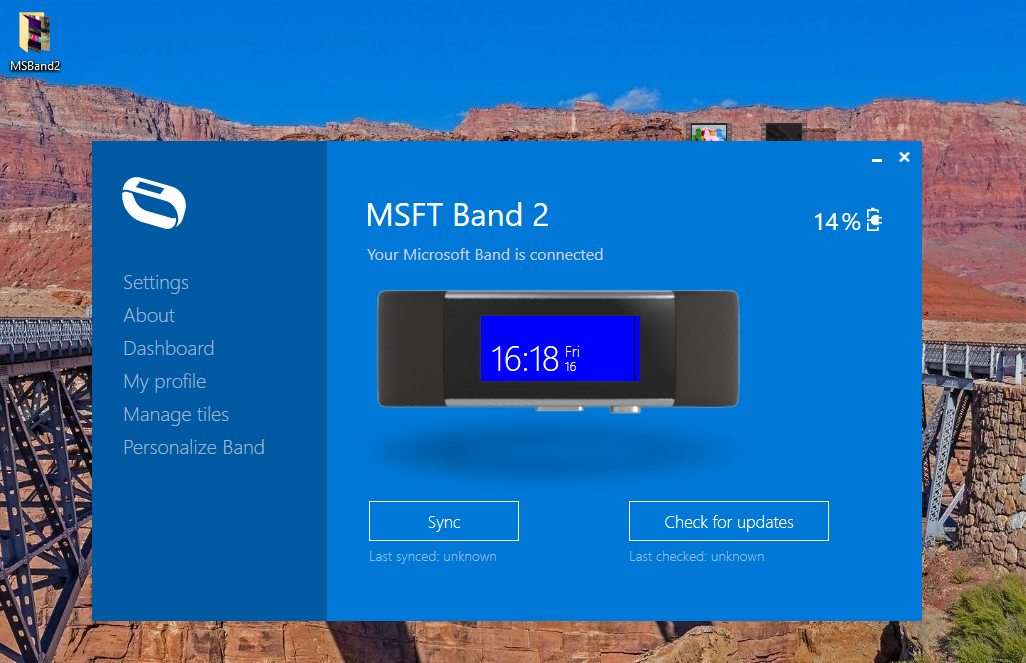 MSBand2
MSFT Band 2
14%
Your Microsoft Band is connected
Settings
About
Dashboard
My profile
Manage tiles
Personalize Band
16:18 Fri
16
Sync
Check for updates
Last synced: unknown
Last checked: unknown